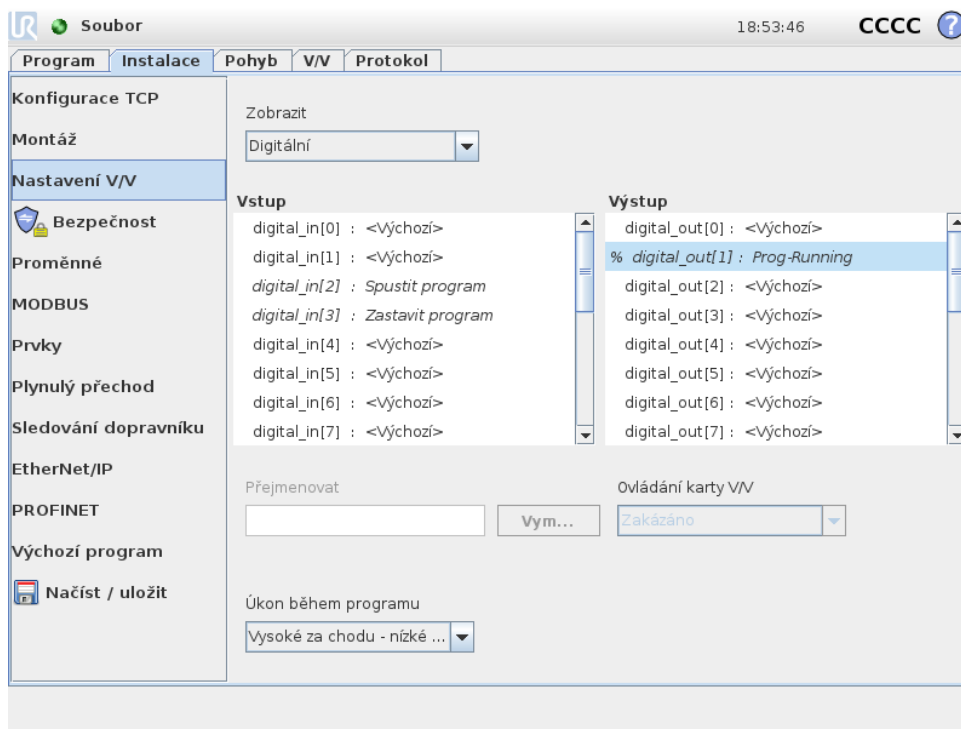 UR Soubor 18:53:46 CCCC ?
Program Instalace Pohyb V/V Protokol
Konfigurace TCP
Montáž
Nastavení V/V
Bezpečnost
Proměnné
MODBUS
Prvky
Plynulý přechod
Sledování dopravníku
EtherNet/IP
PROFINET
Výchozí program
Načíst / uložit
Zobrazit
Digitální
Vstup
digital_in[0] : <Výchozí>
digital_in[1] : <Výchozí>
digital_in[2] : Spustit program
digital_in[3] : Zastavit program
digital_in[4] : <Výchozí>
digital_in[5] : <Výchozí>
digital_in[6] : <Výchozí>
digital_in[7] : <Výchozí>
Výstup
digital_out[0] : <Výchozí>
% digital_out[1] : Prog-Running
digital_out[2] : <Výchozí>
digital_out[3] : <Výchozí>
digital_out[4] : <Výchozí>
digital_out[5] : <Výchozí>
digital_out[6] : <Výchozí>
digital_out[7] : <Výchozí>
Přejmenovat
Vym...
Ovládání karty V/V
Zakázáno
Úkon během programu
Vysoké za chodu - nízké ...